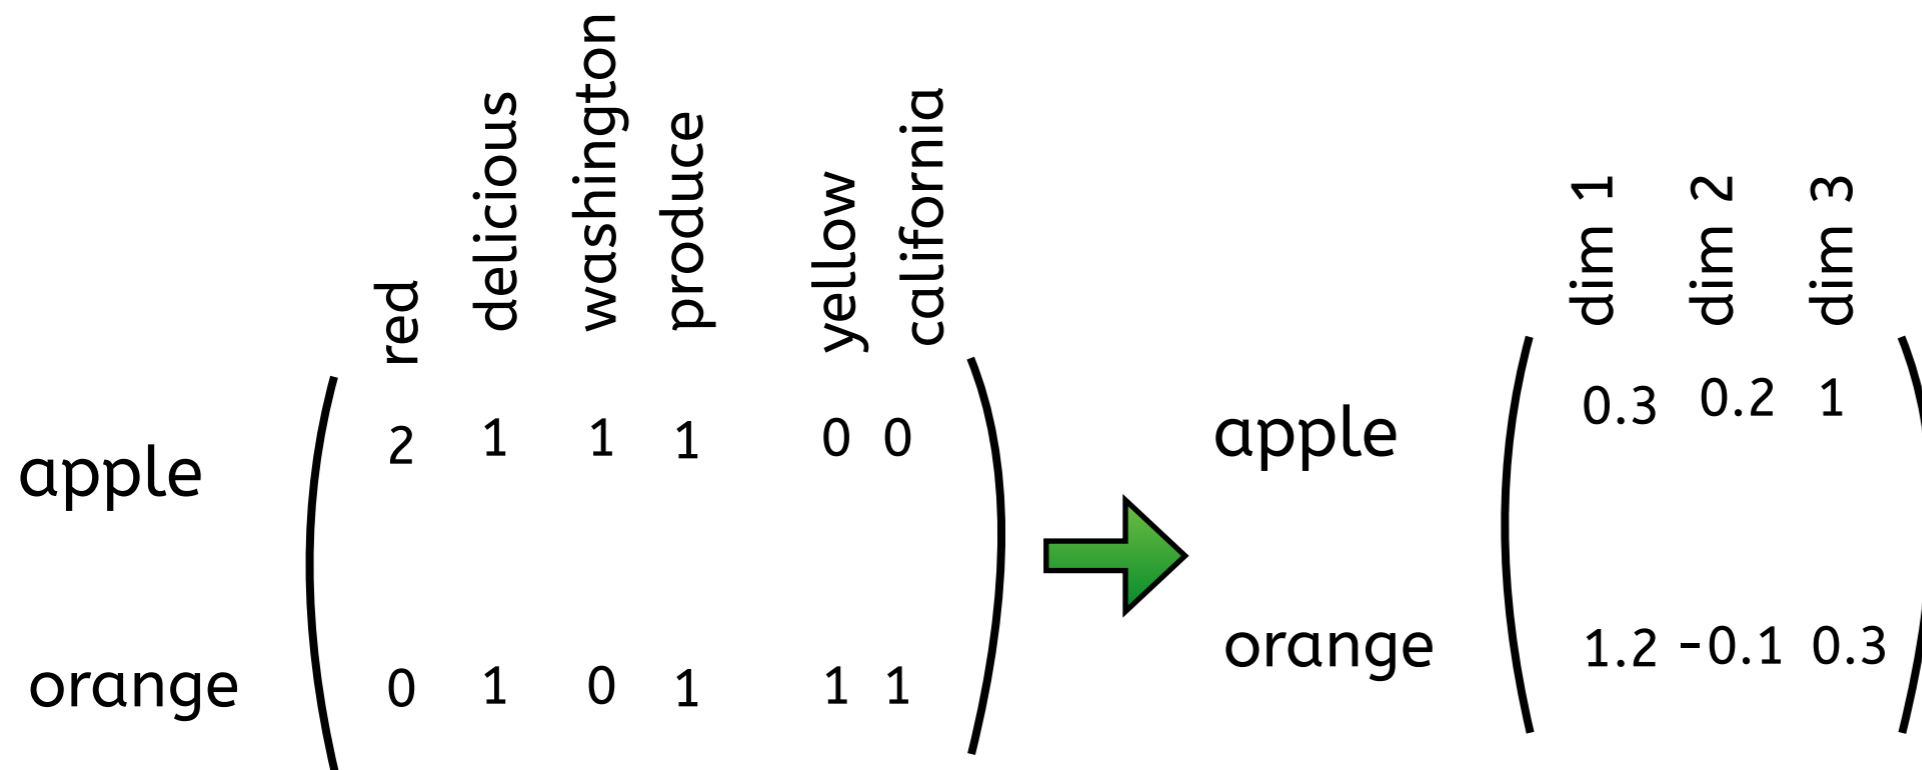 red delicious washington produce yellow california
apple 2 1 1 1 0 0
orange 0 1 0 1 1 1
dim 1 dim 2 dim 3
apple 0.3 0.2 1
orange 1.2 -0.1 0.3